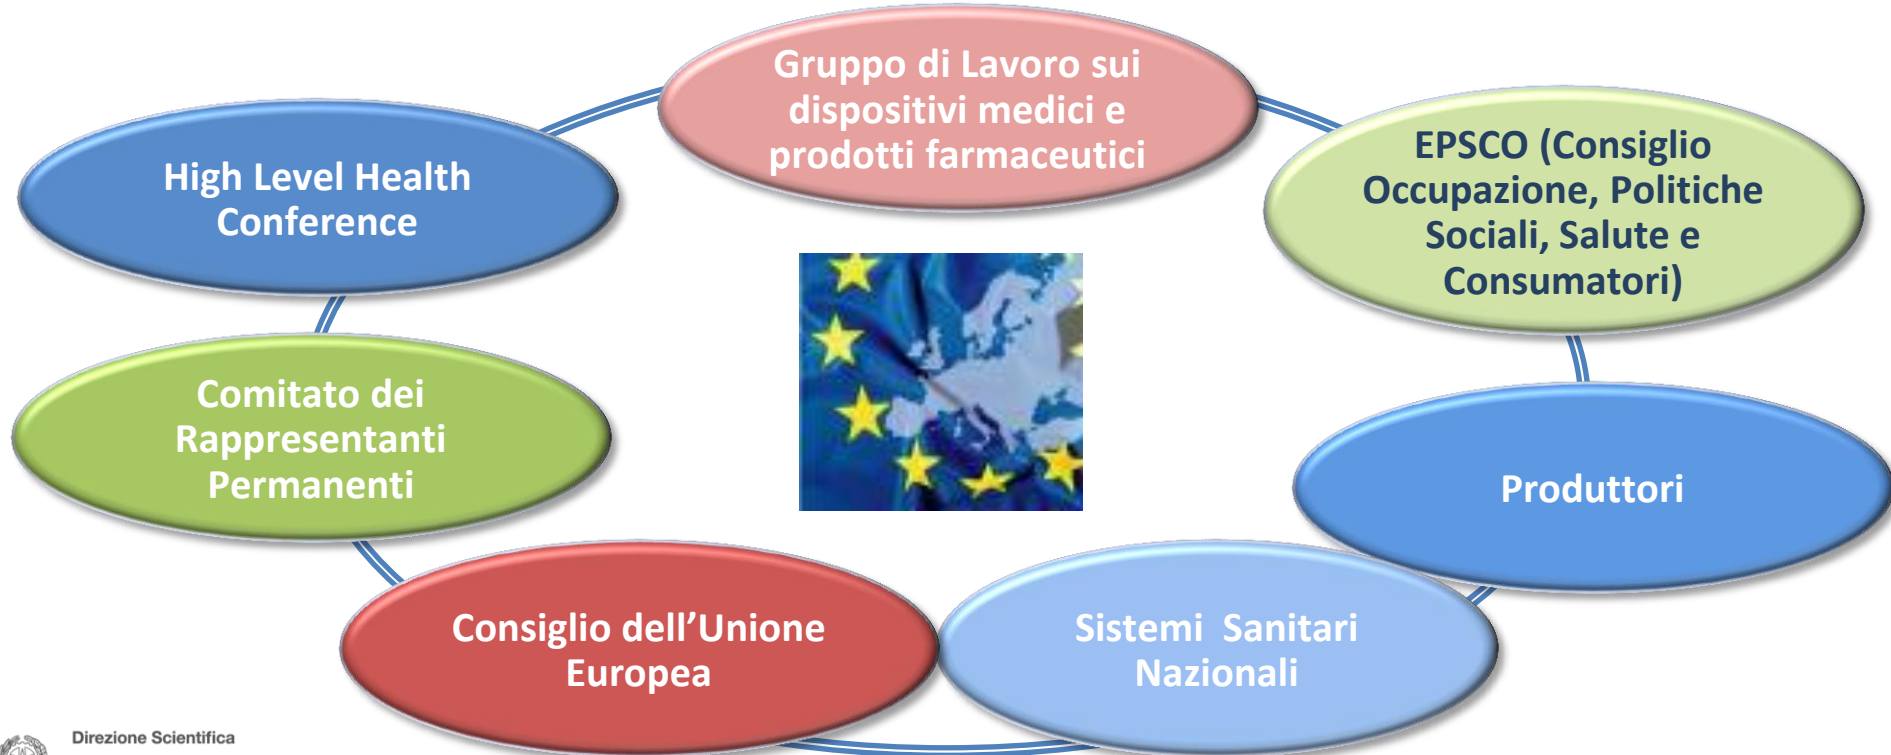 Gruppo di Lavoro sui
dispositivi medici e
prodotti farmaceutici
High Level Health
Conference
EPSCO (Consiglio
Occupazione, Politiche
Sociali, Salute e
Consumatori)
Comitato dei
Rappresentanti
Permanenti
Produttori
Consiglio dell’Unione
Europea
Sistemi  Sanitari
Nazionali
Direzione Scientifica